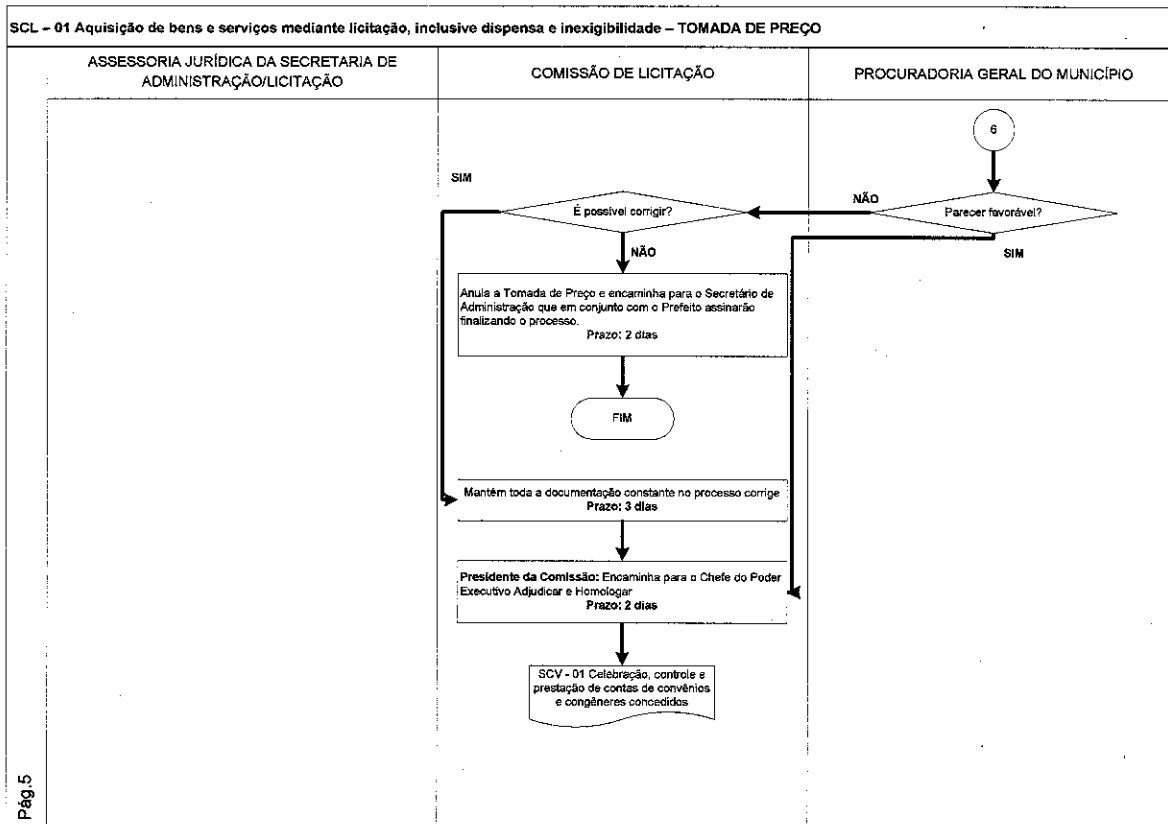 SCL – 01 Aquisição de bens e serviços mediante licitação, inclusive dispensa e inexigibilidade – TOMADA DE PREÇO
ASSESSORIA JURÍDICA DA SECRETARIA DE
ADMINISTRAÇÃO/LICITAÇÃO
COMISSÃO DE LICITAÇÃO
PROCURADORIA GERAL DO MUNICÍPIO
6
SIM
É possível corrigir?
NÃO
Parecer favorável?
NÃO
SIM
Anula a Tomada de Preço e encaminha para o Secretário de
Administração que em conjunto com o Prefeito assinarão
finalizando o processo.
Prazo: 2 dias
FIM
Mantém toda a documentação constante no processo corrige
Prazo: 3 dias
Presidente da Comissão: Encaminha para o Chefe do Poder
Executivo Adjudicar e Homologar
Prazo: 2 dias
SCV - 01 Celebração, controle e
prestação de contas de convênios
e congêneres concedidos
Pág.5